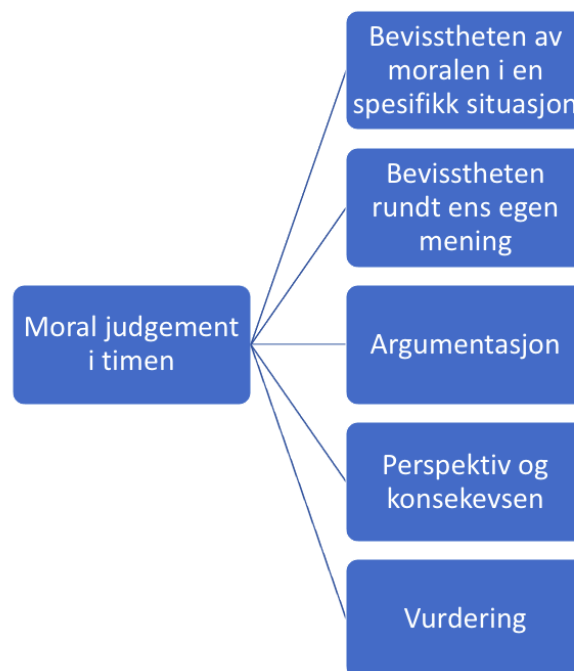 Bevisstheten av
moralen i en
spesifikk situasjon
Bevisstheten
rundt ens egen
mening
Moral judgement
i timen
Argumentasjon
Perspektiv og
konsekevsen
Vurdering